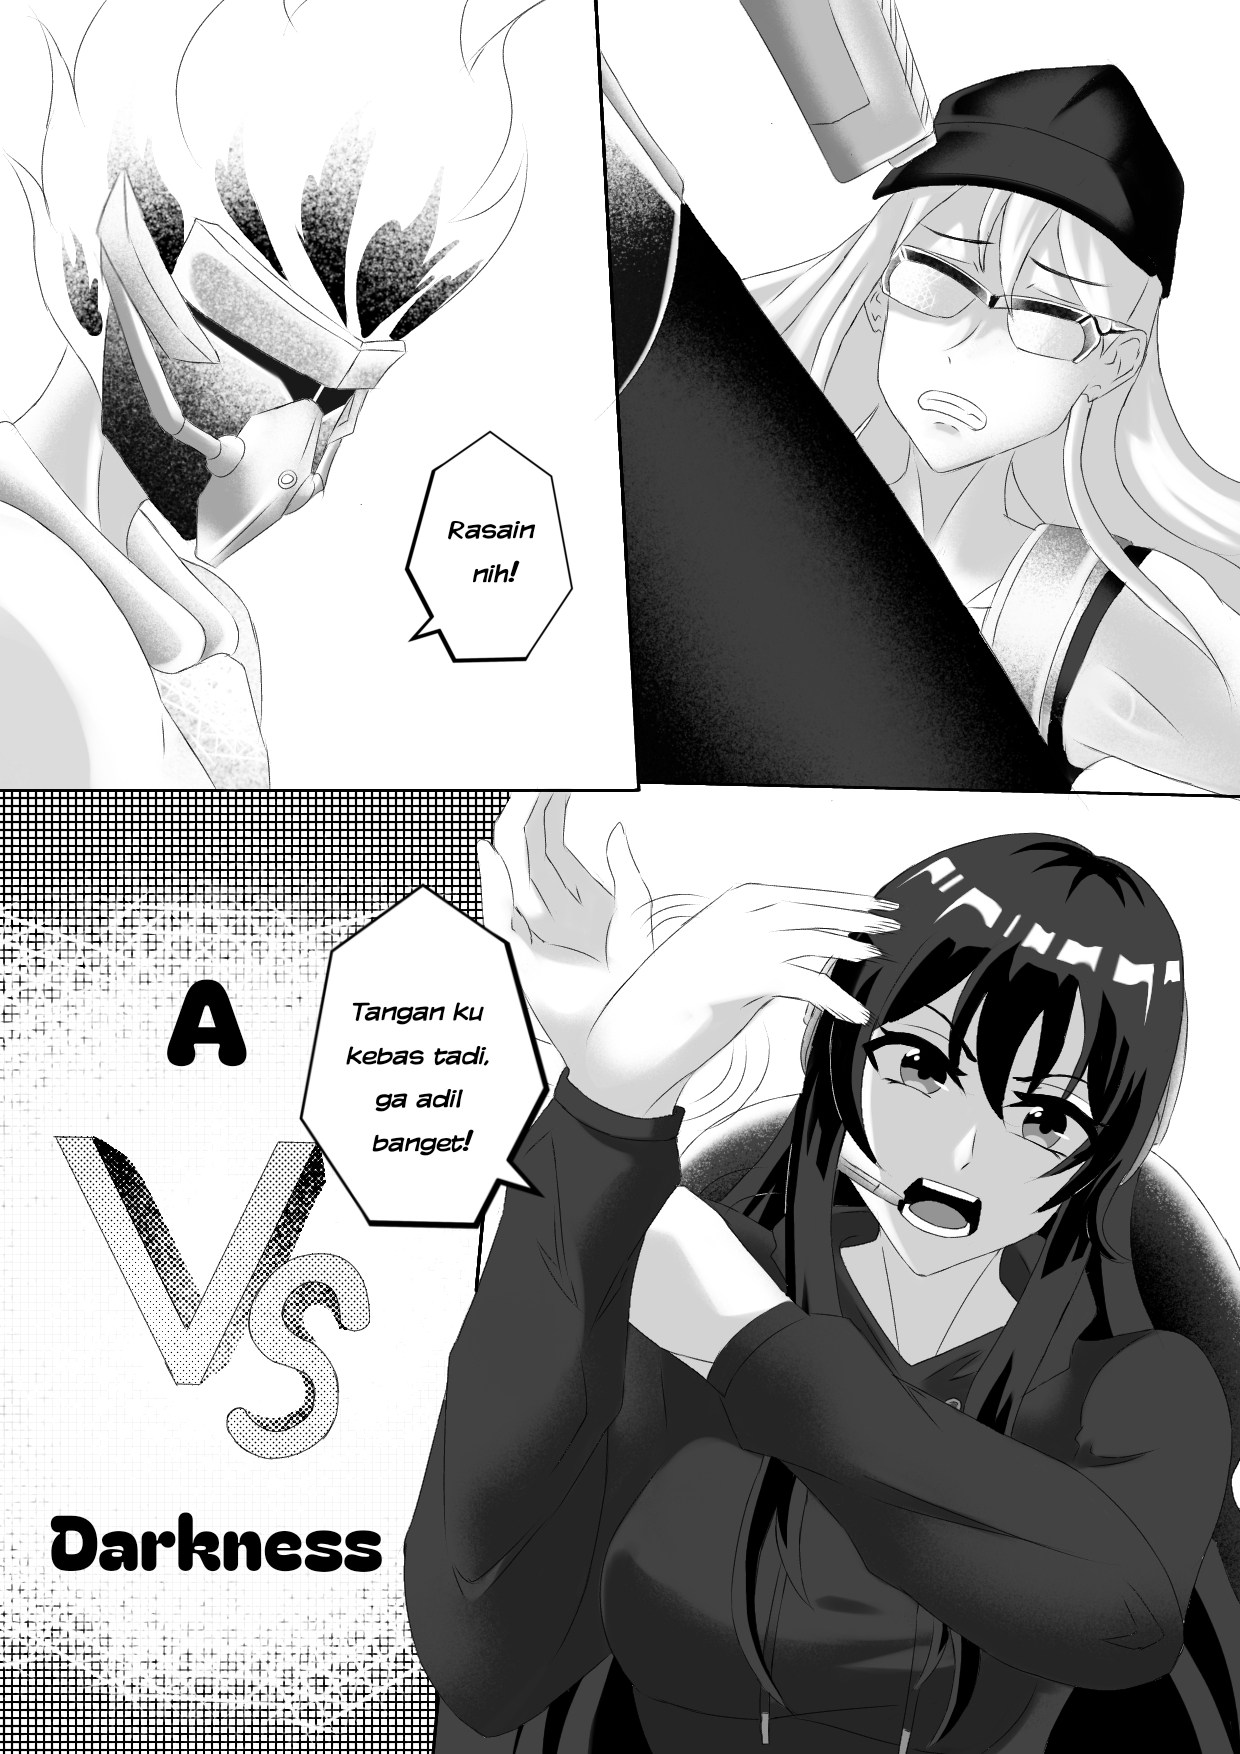 Rasain
nih!
Tangan ku
kebas tadi,
ga adil
banget!
A
VS
Darkness